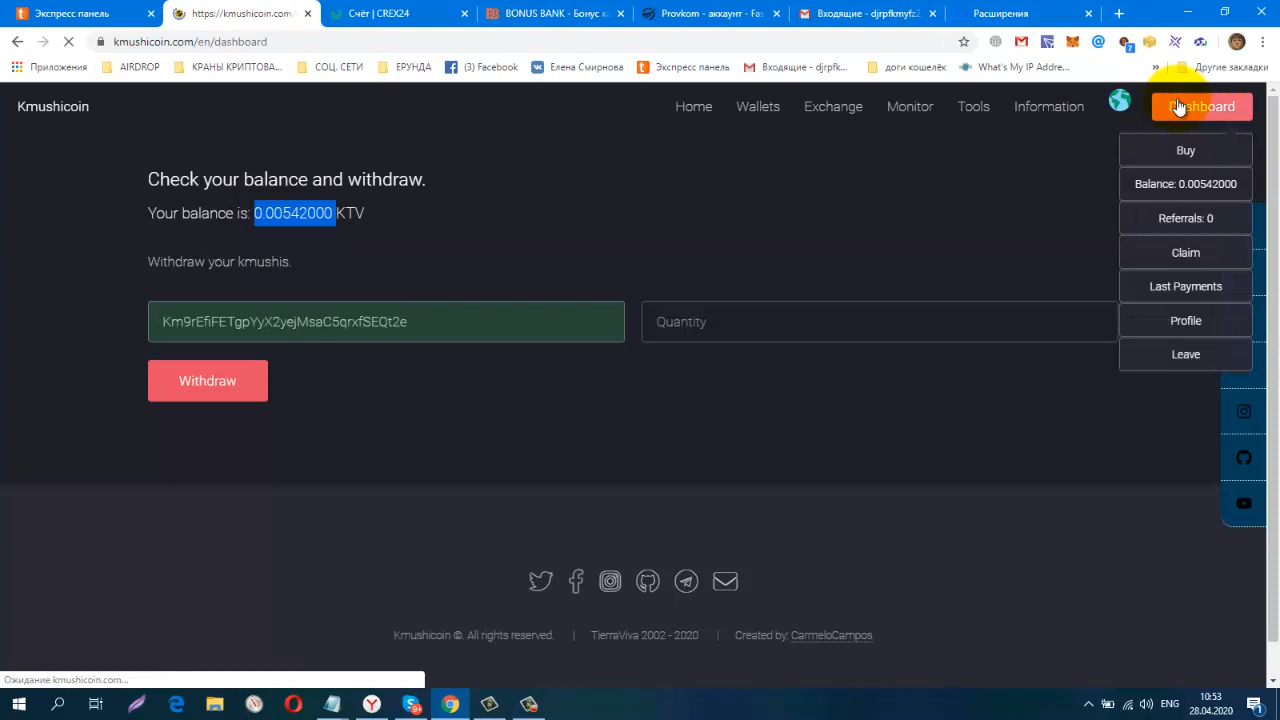 Экспресс панель
https://kmushicoin.com
Счёт | CREX24
BONUS BANK - Бонус к
Provkom - аккаунт - Fas
Входящие - djrpfkmyfz2
Расширения
kmushicoin.com/en/dashboard
Приложения
AIRDROP
КРАНЫ КРИПТОВА...
СОЦ. СЕТИ
ЕРУНДА
(3) Facebook
Елена Смирнова
Экспресс панель
Входящие - djrpfk...
доги кошелёк
What's My IP Addre...
»
Другие закладки
Kmushicoin
Home
Wallets
Exchange
Monitor
Tools
Information
Dashboard
Buy
Balance: 0.00542000
Referrals: 0
Claim
Last Payments
Profile
Leave
Check your balance and withdraw.
Your balance is: 0.00542000 KTV
Withdraw your kmushis.
Km9rEfiFETgpYyX2yejMsaC5qrxfSEQt2e
Quantity
Withdraw
Kmushicoin ©. All rights reserved. | TierraViva 2002 - 2020 | Created by: CarmeloCampos
Ожидание kmushicoin.com...
ENG
10:53
28.04.2020